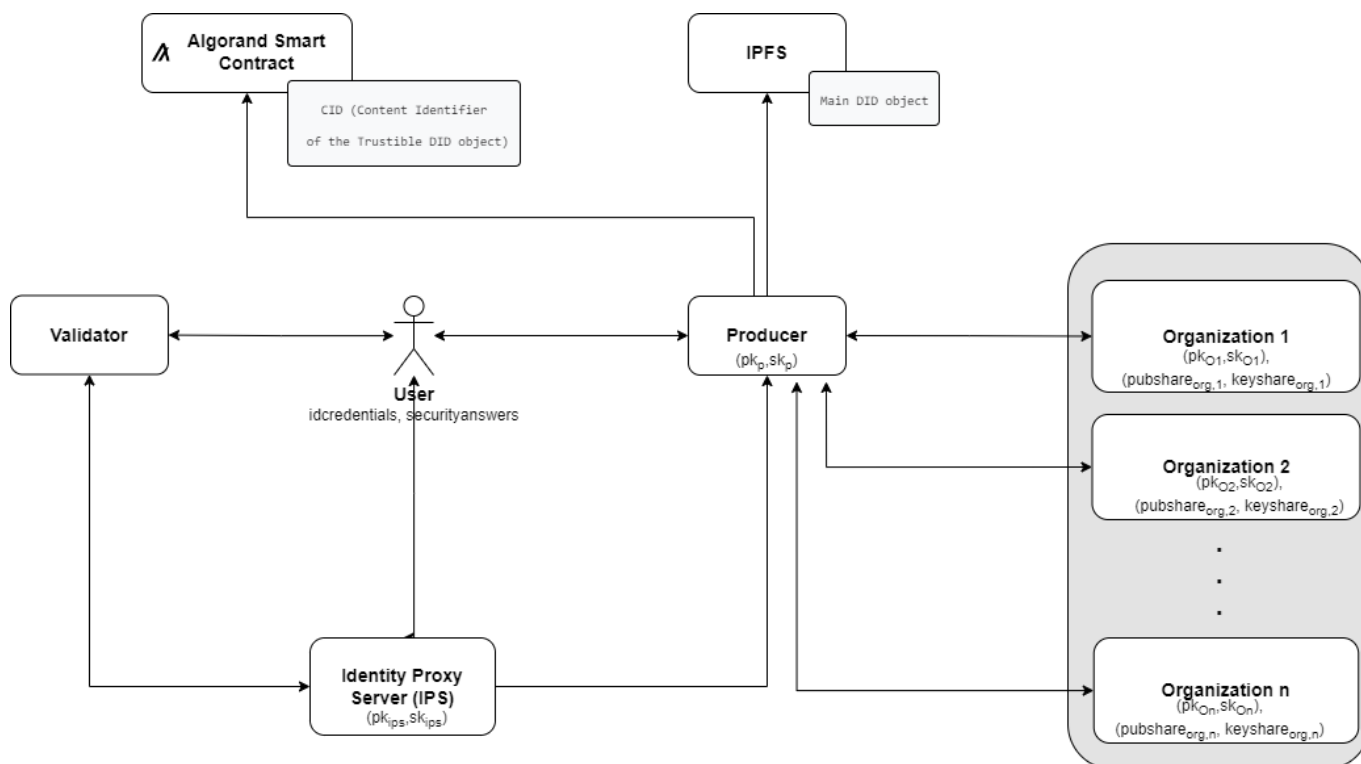 Algorand Smart
Contract
IPFS
CID (Content Identifier
of the Trustible DID object)
Main DID object
Validator
User
idcredentials, securityanswers
Producer
(pkp,skp)
Organization 1
(pkO1,skO1),
(pubshareorg,1, keyshareorg,1)
Organization 2
(pkO2,skO2),
(pubshareorg,2, keyshareorg,2)
.
.
.
Organization n
(pkOn,skOn),
(pubshareorg,n, keyshareorg,n)
Identity Proxy
Server (IPS)
(pkips,skips)